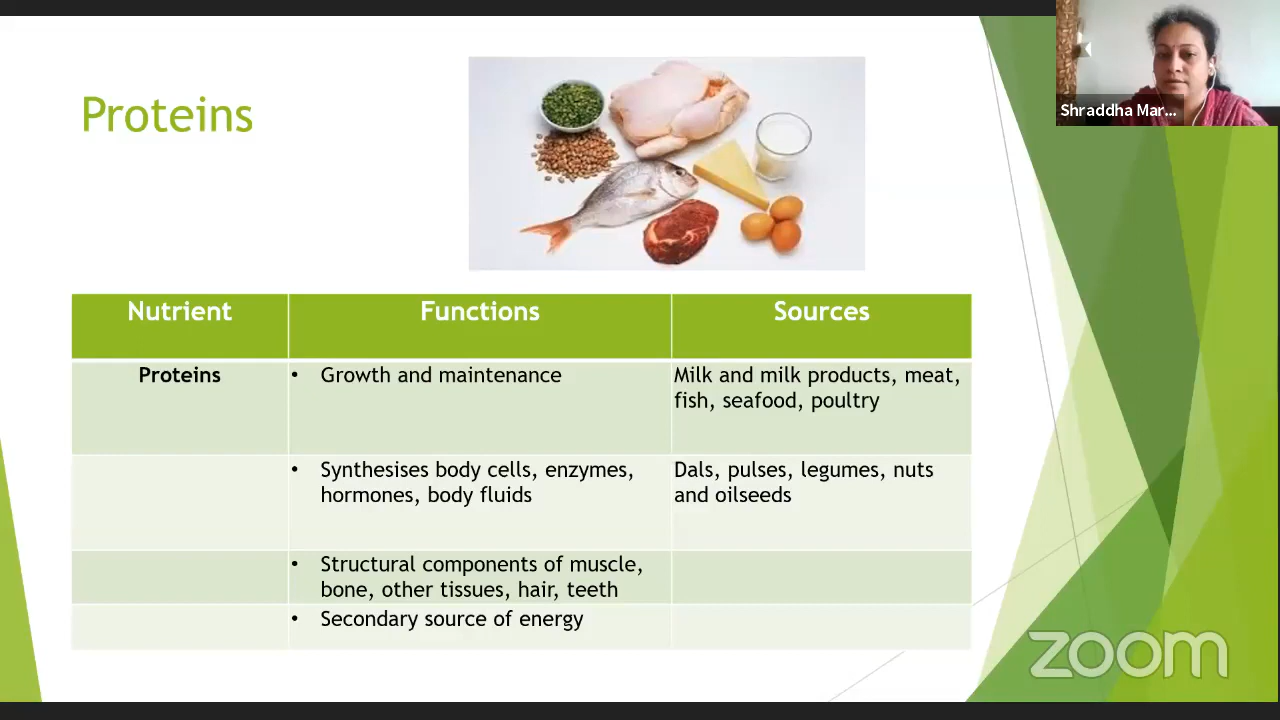 Proteins
Shraddha Mar...
Nutrient
Functions
Sources
Proteins
• Growth and maintenance
Milk and milk products, meat,
fish, seafood, poultry
• Synthesises body cells, enzymes,
hormones, body fluids
Dals, pulses, legumes, nuts
and oilseeds
• Structural components of muscle,
bone, other tissues, hair, teeth
• Secondary source of energy
zoom